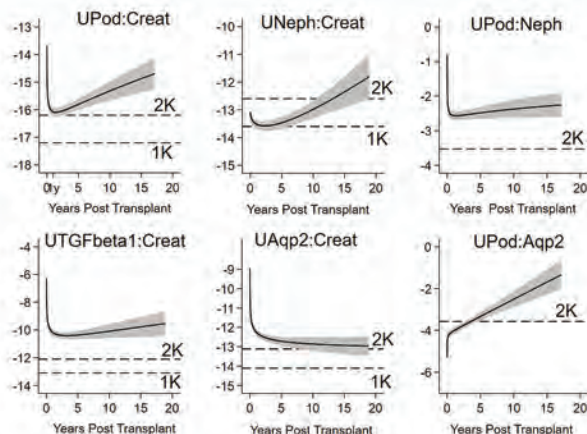 UPod:Creat
-13
-14
-15
-16
-17
-18
2K
1K
0 1y 5 10 15 20
Years Post Transplant
UNeph:Creat
-11
-12
-13
-14
-15
2K
1K
0 5 10 15 20
Years Post Transplant
UPod:Neph
0
-1
-2
-3
-4
2K
0 5 10 15 20
Years Post Transplant
UTGFbeta1:Creat
-4
-6
-8
-10
-12
-14
2K
1K
0 5 10 15 20
Years Post Transplant
UAqp2:Creat
-9
-10
-11
-12
-13
-14
-15
2K
1K
0 5 10 15 20
Years Post Transplant
UPod:Aqp2
0
-2
-4
-6
2K
0 5 10 15 20
Years Post Transplant